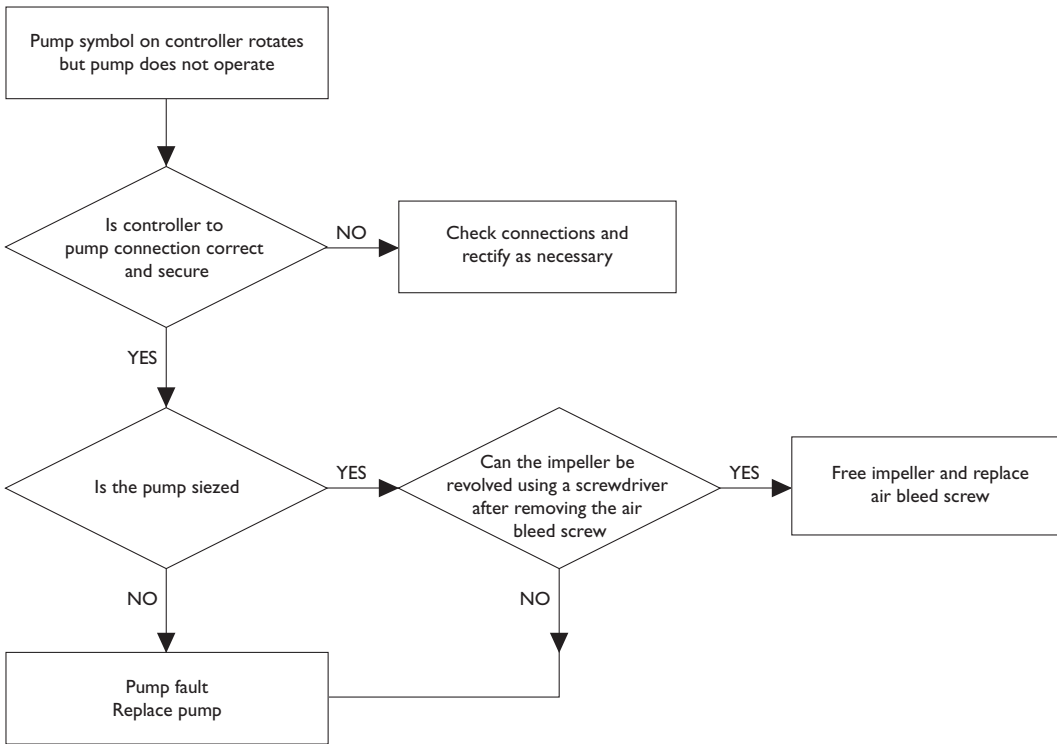 Pump symbol on controller rotates
but pump does not operate
Is controller to
pump connection correct
and secure
NO
Check connections and
rectify as necessary
YES
Is the pump siezed
YES
Can the impeller be
revolved using a screwdriver
after removing the air
bleed screw
YES
Free impeller and replace
air bleed screw
NO
NO
Pump fault
Replace pump